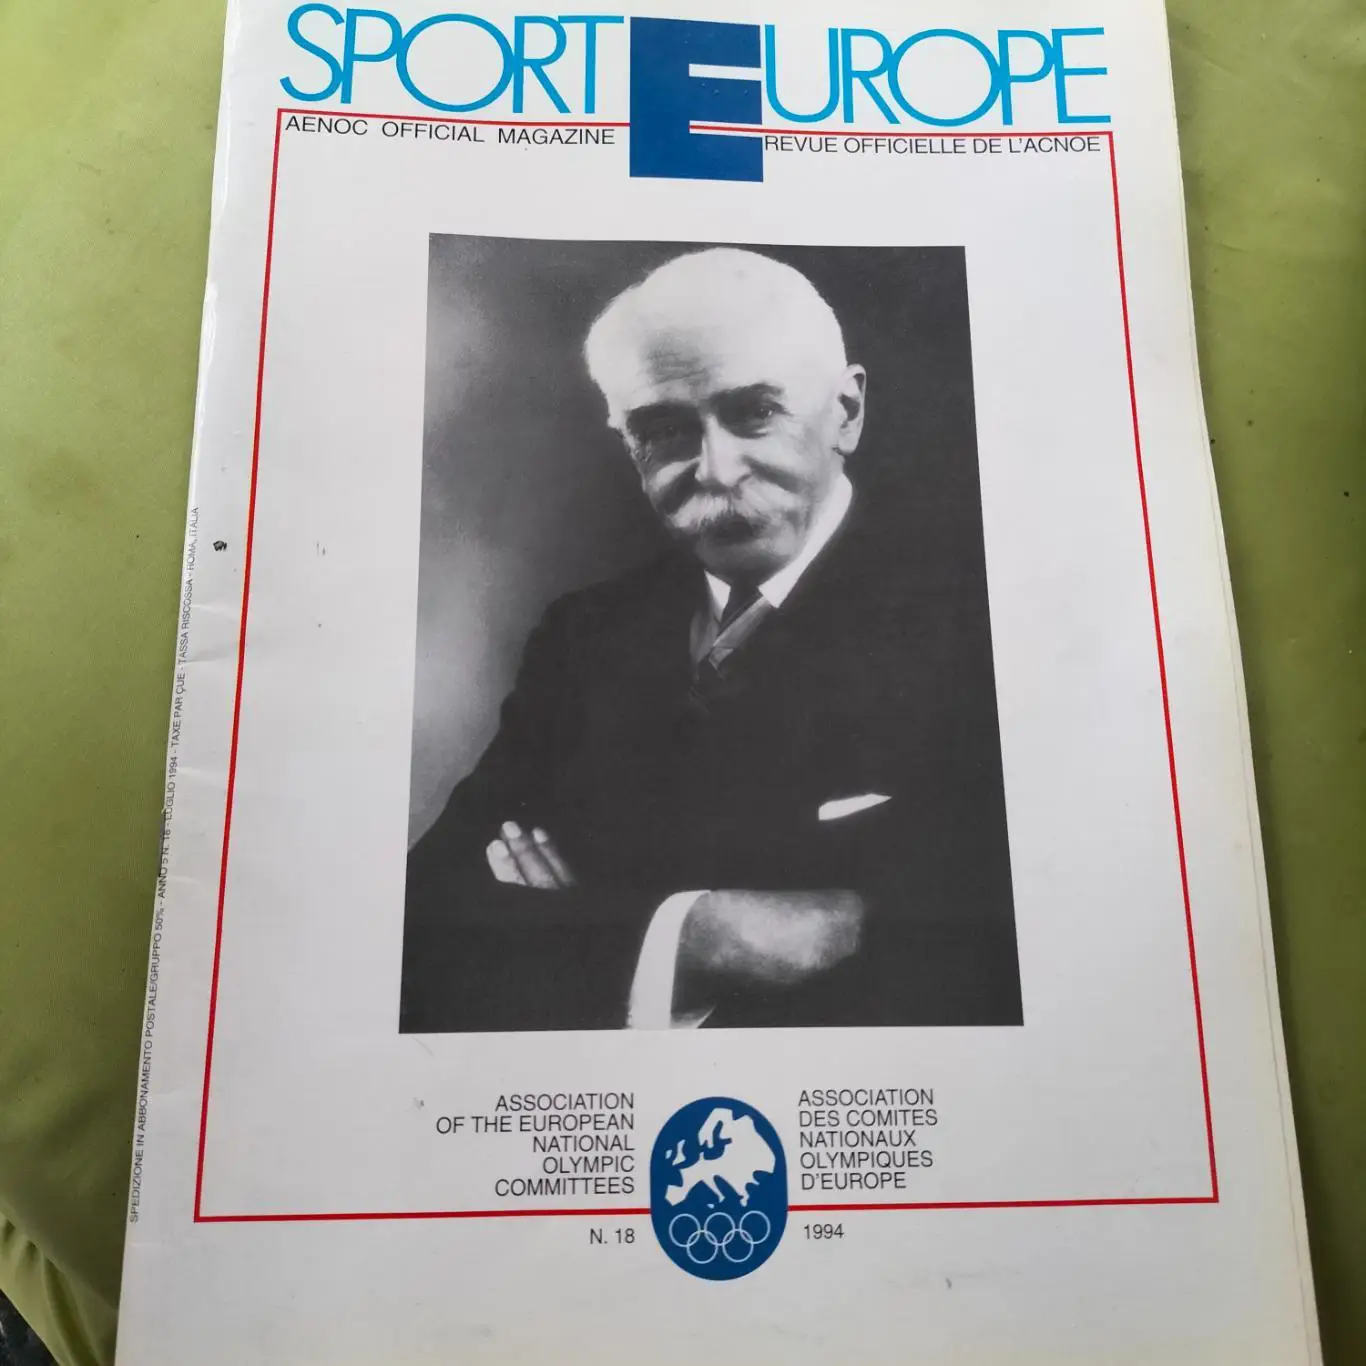 SPORT EUROPE
AENOC OFFICIAL MAGAZINE
REVUE OFFICIELLE DE L'ACNOE
SPEDIZIONE IN ABBONAMENTO POSTALE/GRUPPO 50% - ANNO 5 N. 18 - LUGLIO 1994 - TAXE PAR ÇUE - TASSA RISCOSSA - ROMA, ITALIA
ASSOCIATION
OF THE EUROPEAN
NATIONAL
OLYMPIC
COMMITTEES
ASSOCIATION
DES COMITES
NATIONAUX
OLYMPIQUES
D'EUROPE
N. 18
1994